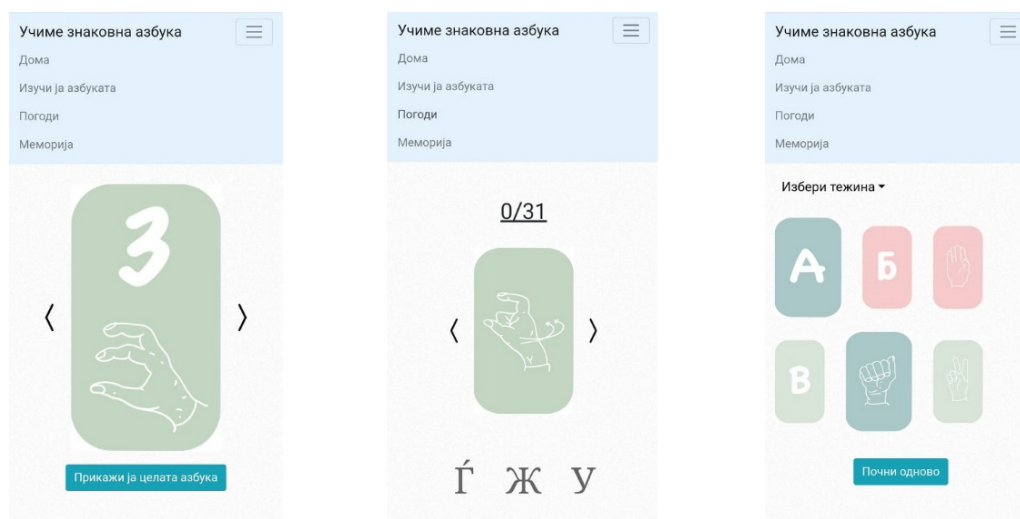 Учиме знаковна азбука
Дома
Изучи ја азбуката
Погоди
Меморија
З
Прикажи ја целата азбука
Учиме знаковна азбука
Дома
Изучи ја азбуката
Погоди
Меморија
0/31
Ѓ Ж У
Учиме знаковна азбука
Дома
Изучи ја азбуката
Погоди
Меморија
Избери тежина
А Б
В
Почни одново